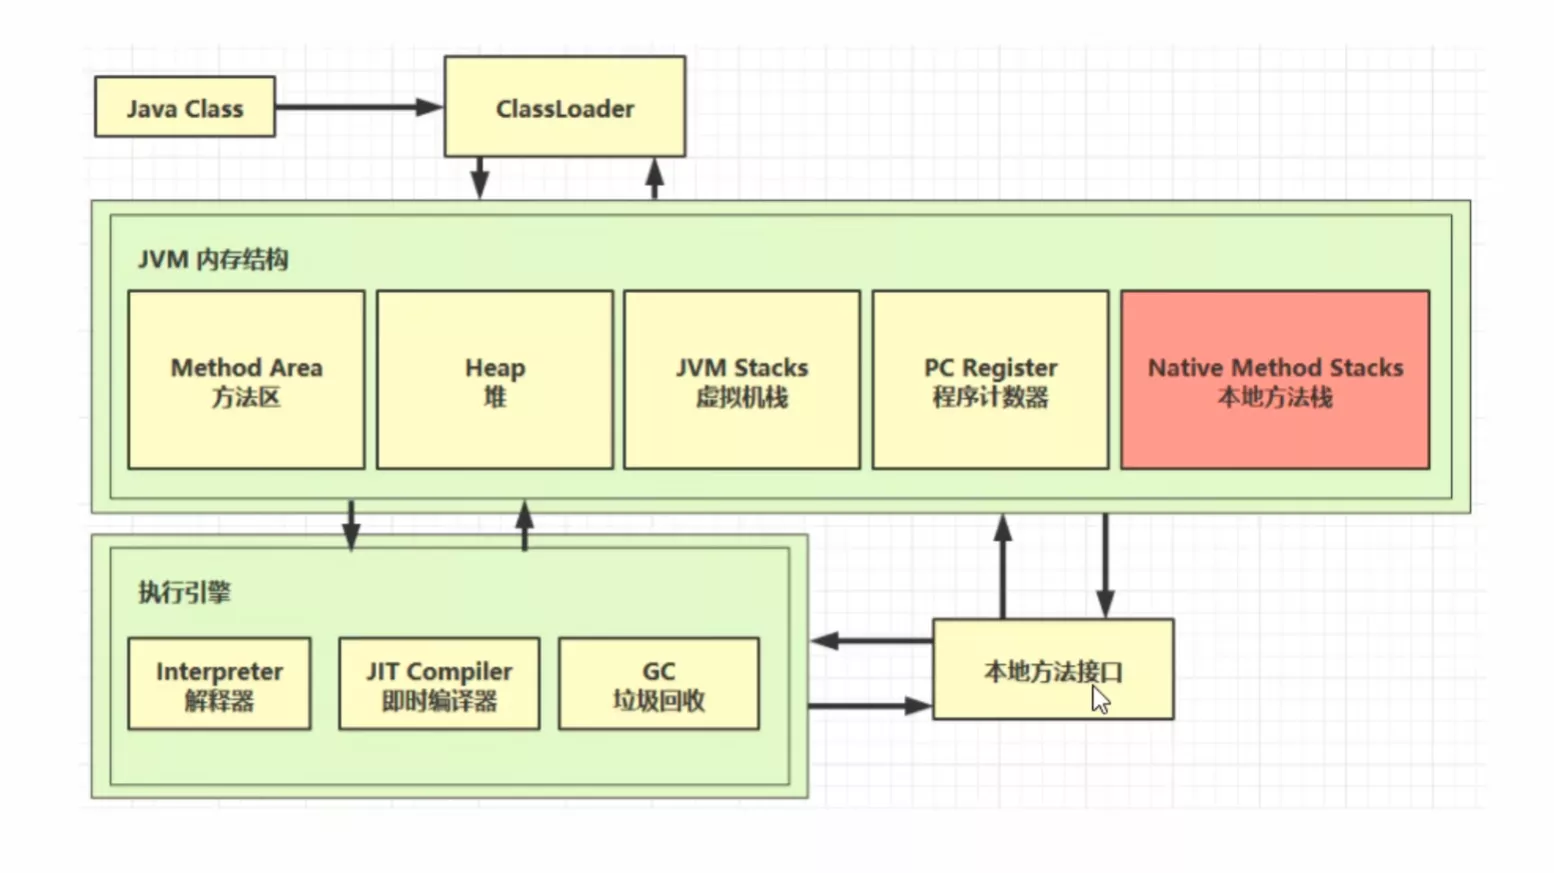 Java Class
ClassLoader
JVM 内存结构
Method Area
方法区
Heap
堆
JVM Stacks
虚拟机栈
PC Register
程序计数器
Native Method Stacks
本地方法栈
执行引擎
Interpreter
解释器
JIT Compiler
即时编译器
GC
垃圾回收
本地方法接口